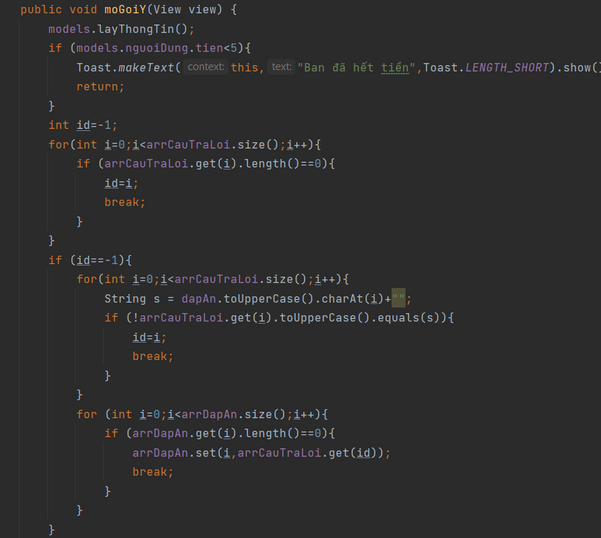 public void moGoiY(View view) {
models.layThongTin();
if (models.nguoiDung.tien<5){
Toast.makeText( context: this, text: "Ban đã hết tiền",Toast.LENGTH_SHORT).show()
return;
}
int id=-1;
for(int i=0;i<arrCauTraLoi.size();i++){
if (arrCauTraLoi.get(i).length()==0){
id=i;
break;
}
}
if (id==-1){
for(int i=0;i<arrCauTraLoi.size();i++){
String s = dapAn.toUpperCase().charAt(i)+"";
if (!arrCauTraLoi.get(i).toUpperCase().equals(s)){
id=i;
break;
}
}
for (int i=0;i<arrDapAn.size();i++){
if (arrDapAn.get(i).length()==0){
arrDapAn.set(i,arrCauTraLoi.get(id));
break;
}
}
}